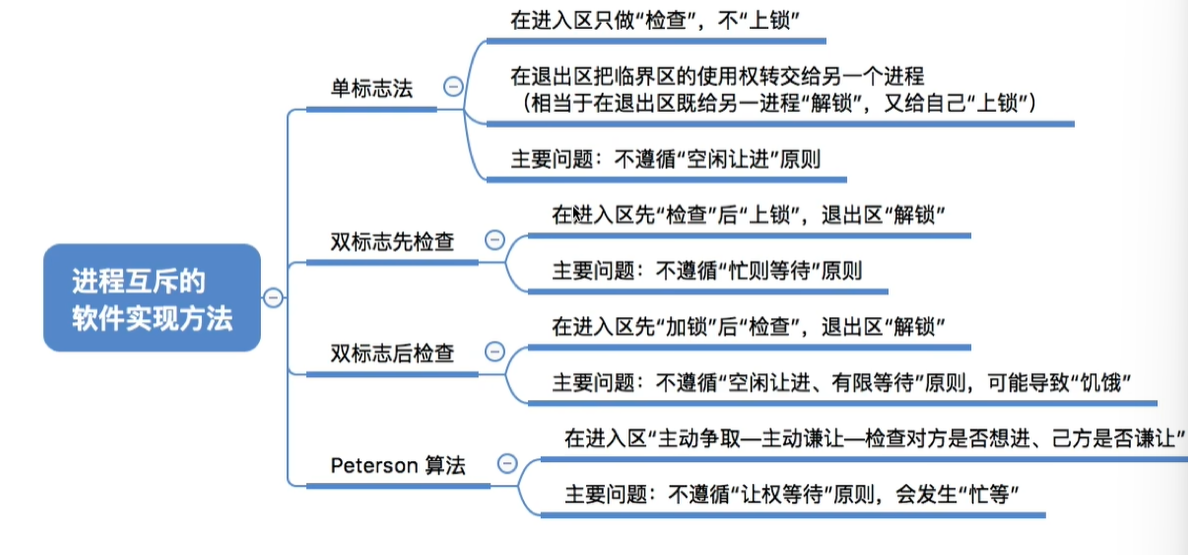 进程互斥的
软件实现方法
单标志法
在进入区只做“检查”，不“上锁”
在退出区把临界区的使用权转交给另一个进程
（相当于在退出区既给另一进程“解锁”，又给自己“上锁”）
主要问题：不遵循“空闲让进”原则
双标志先检查
在进入区先“检查”后“上锁”，退出区“解锁”
主要问题：不遵循“忙则等待”原则
双标志后检查
在进入区先“加锁”后“检查”，退出区“解锁”
主要问题：不遵循“空闲让进、有限等待”原则，可能导致“饥饿”
Peterson 算法
在进入区“主动争取—主动谦让—检查对方是否想进、己方是否谦让”
主要问题：不遵循“让权等待”原则，会发生“忙等”